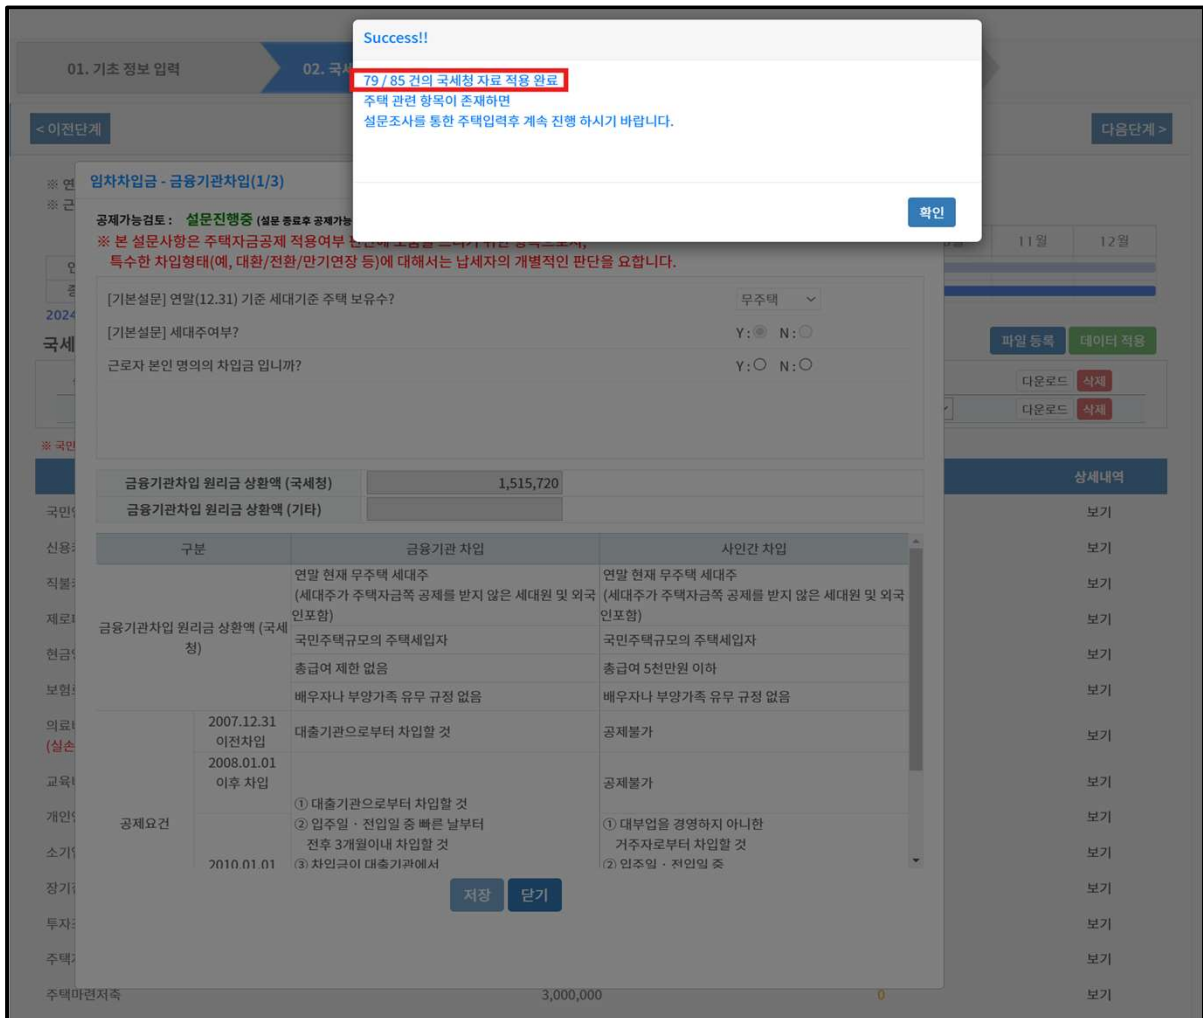 Success!!
01. 기초 정보 입력
02. 국세
79 / 85 건의 국세청 자료 적용 완료
주택 관련 항목이 존재하면
설문조사를 통한 주택입력후 계속 진행 하시기 바랍니다.
확인
< 이전단계
다음단계 >
※ 연
※ 근
임차차입금 - 금융기관차입(1/3)
공제가능검토 : 설문진행중 (설문 종료후 공제가능
※ 본 설문사항은 주택자금공제 적용여부
특수한 차입형태(예, 대환/전환/만기연장 등)에 대해서는 납세자의 개별적인 판단을 요합니다.
11월
12월
[기본설문] 연말(12.31) 기준 세대기준 주택 보유수?
무주택
2024
[기본설문] 세대주여부?
Y : N :
국세
파일 등록
데이터 적용
근로자 본인 명의의 차입금 입니까?
Y : N :
다운로드 삭제
다운로드 삭제
※ 국민
금융기관차입 원리금 상환액 (국세청)
1,515,720
금융기관차입 원리금 상환액 (기타)
상세내역
국민 보기
신용 보기
직불 보기
제로 보기
현금 보기
보험 보기
의료 보기
(실손
교육 보기
개인 보기
소기 보기
장기 보기
투자 보기
주택 보기
구분
금융기관 차입
사인간 차입
금융기관차입 원리금 상환액 (국세
청)
연말 현재 무주택 세대주
(세대주가 주택자금쪽 공제를 받지 않은 세대원 및 외국
인포함)
연말 현재 무주택 세대주
(세대주가 주택자금쪽 공제를 받지 않은 세대원 및 외국
인포함)
국민주택규모의 주택세입자
국민주택규모의 주택세입자
총급여 제한 없음
총급여 5천만원 이하
배우자나 부양가족 유무 규정 없음
배우자나 부양가족 유무 규정 없음
공제요건
2007.12.31
이전차입
대출기관으로부터 차입할 것
공제불가
2008.01.01
이후 차입
공제불가
① 대출기관으로부터 차입할 것
② 입주일 · 전입일 중 빠른 날부터
전후 3개월이내 차입할 것
③ 차입금이 대출기관에서
① 대부업을 경영하지 아니한
거주자로부터 차입할 것
② 입주일 · 전입일 중
2010.01.01
저장
닫기
주택마련저축 3,000,000 0 보기